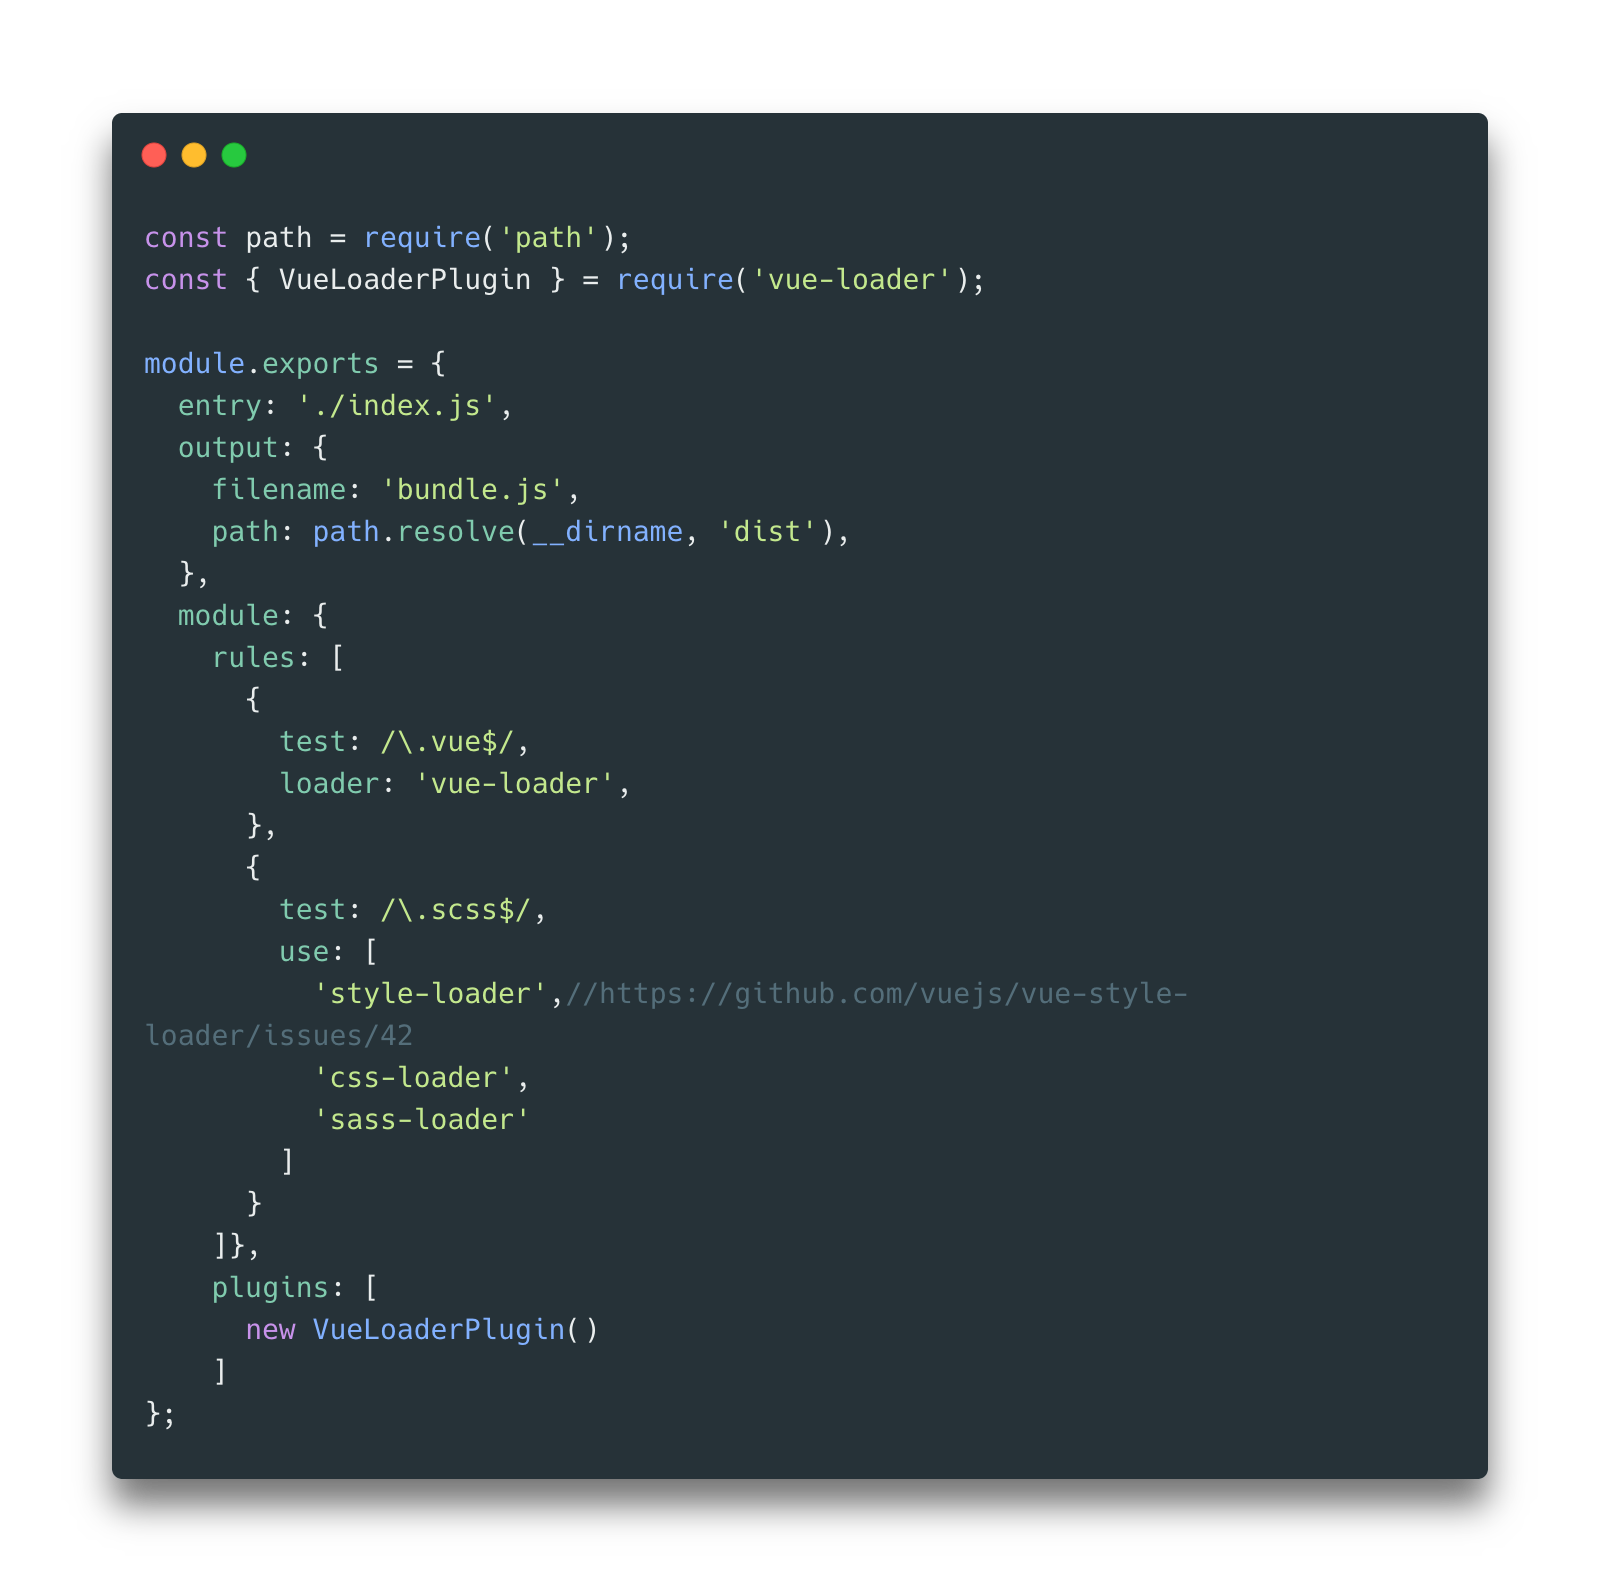 const path = require('path');
const { VueLoaderPlugin } = require('vue-loader');

module.exports = {
  entry: './index.js',
  output: {
    filename: 'bundle.js',
    path: path.resolve(__dirname, 'dist'),
  },
  module: {
    rules: [
      {
        test: /\.vue$/,
        loader: 'vue-loader',
      },
      {
        test: /\.scss$/,
        use: [
          'style-loader',//https://github.com/vuejs/vue-style-
loader/issues/42
          'css-loader',
          'sass-loader'
        ]
      }
    ]},
    plugins: [
      new VueLoaderPlugin()
    ]
};